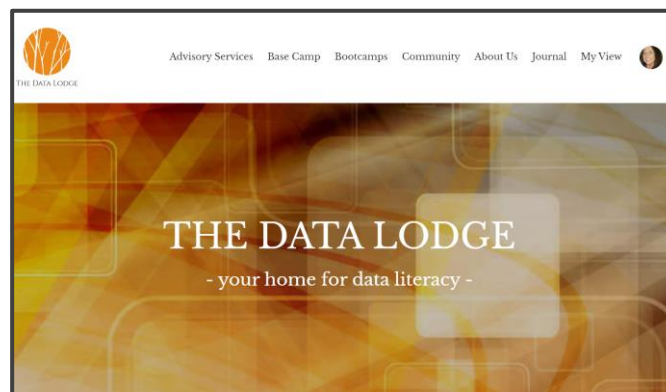 THE DATA LODGE
Advisory Services Base Camp Bootcamps Community About Us Journal My View
THE DATA LODGE
- your home for data literacy -